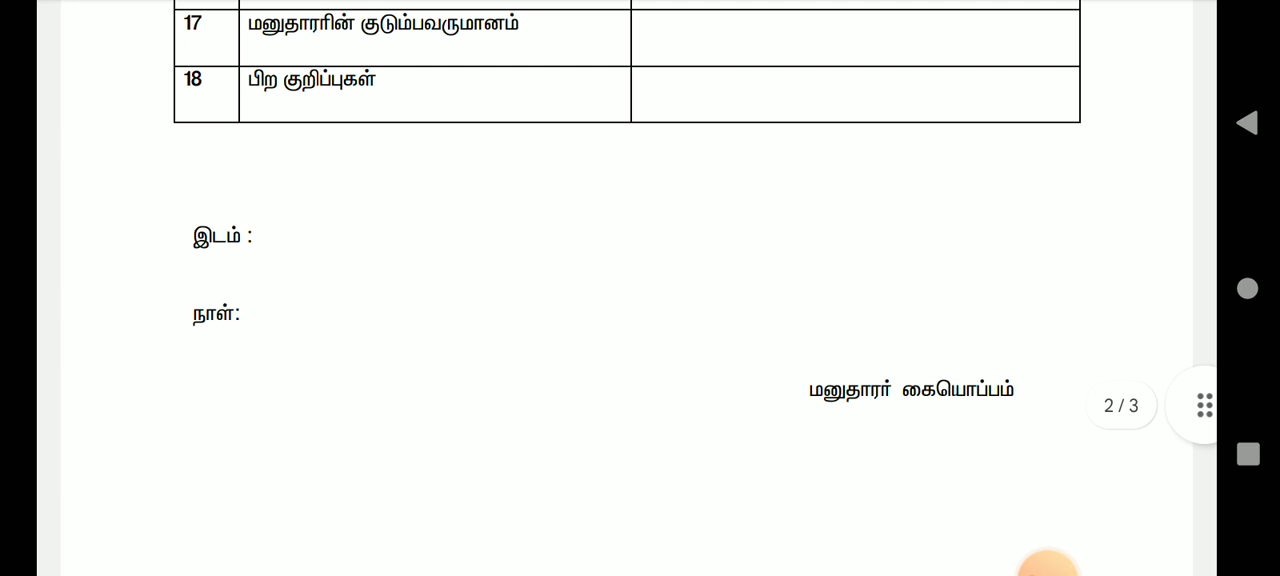 17 மனுதாரரின் குடும்பவருமானம்
18 பிற குறிப்புகள்
இடம் :
நாள்:
மனுதாரர் கையொப்பம்
2 / 3